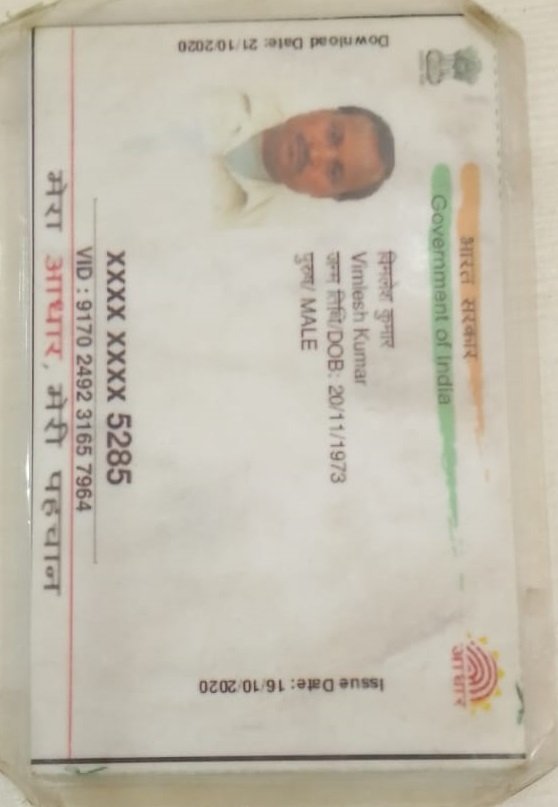 भारत सरकार
Government of India
Download Date: 21/10/2020
विमलेश कुमार
Vimlesh Kumar
जन्म तिथि/DOB: 20/11/1973
पुरुष/ MALE
Issue Date: 16/10/2020
आधार
XXXX XXXX 5285
VID : 9170 2492 3165 7964
मेरा आधार, मेरी पहचान